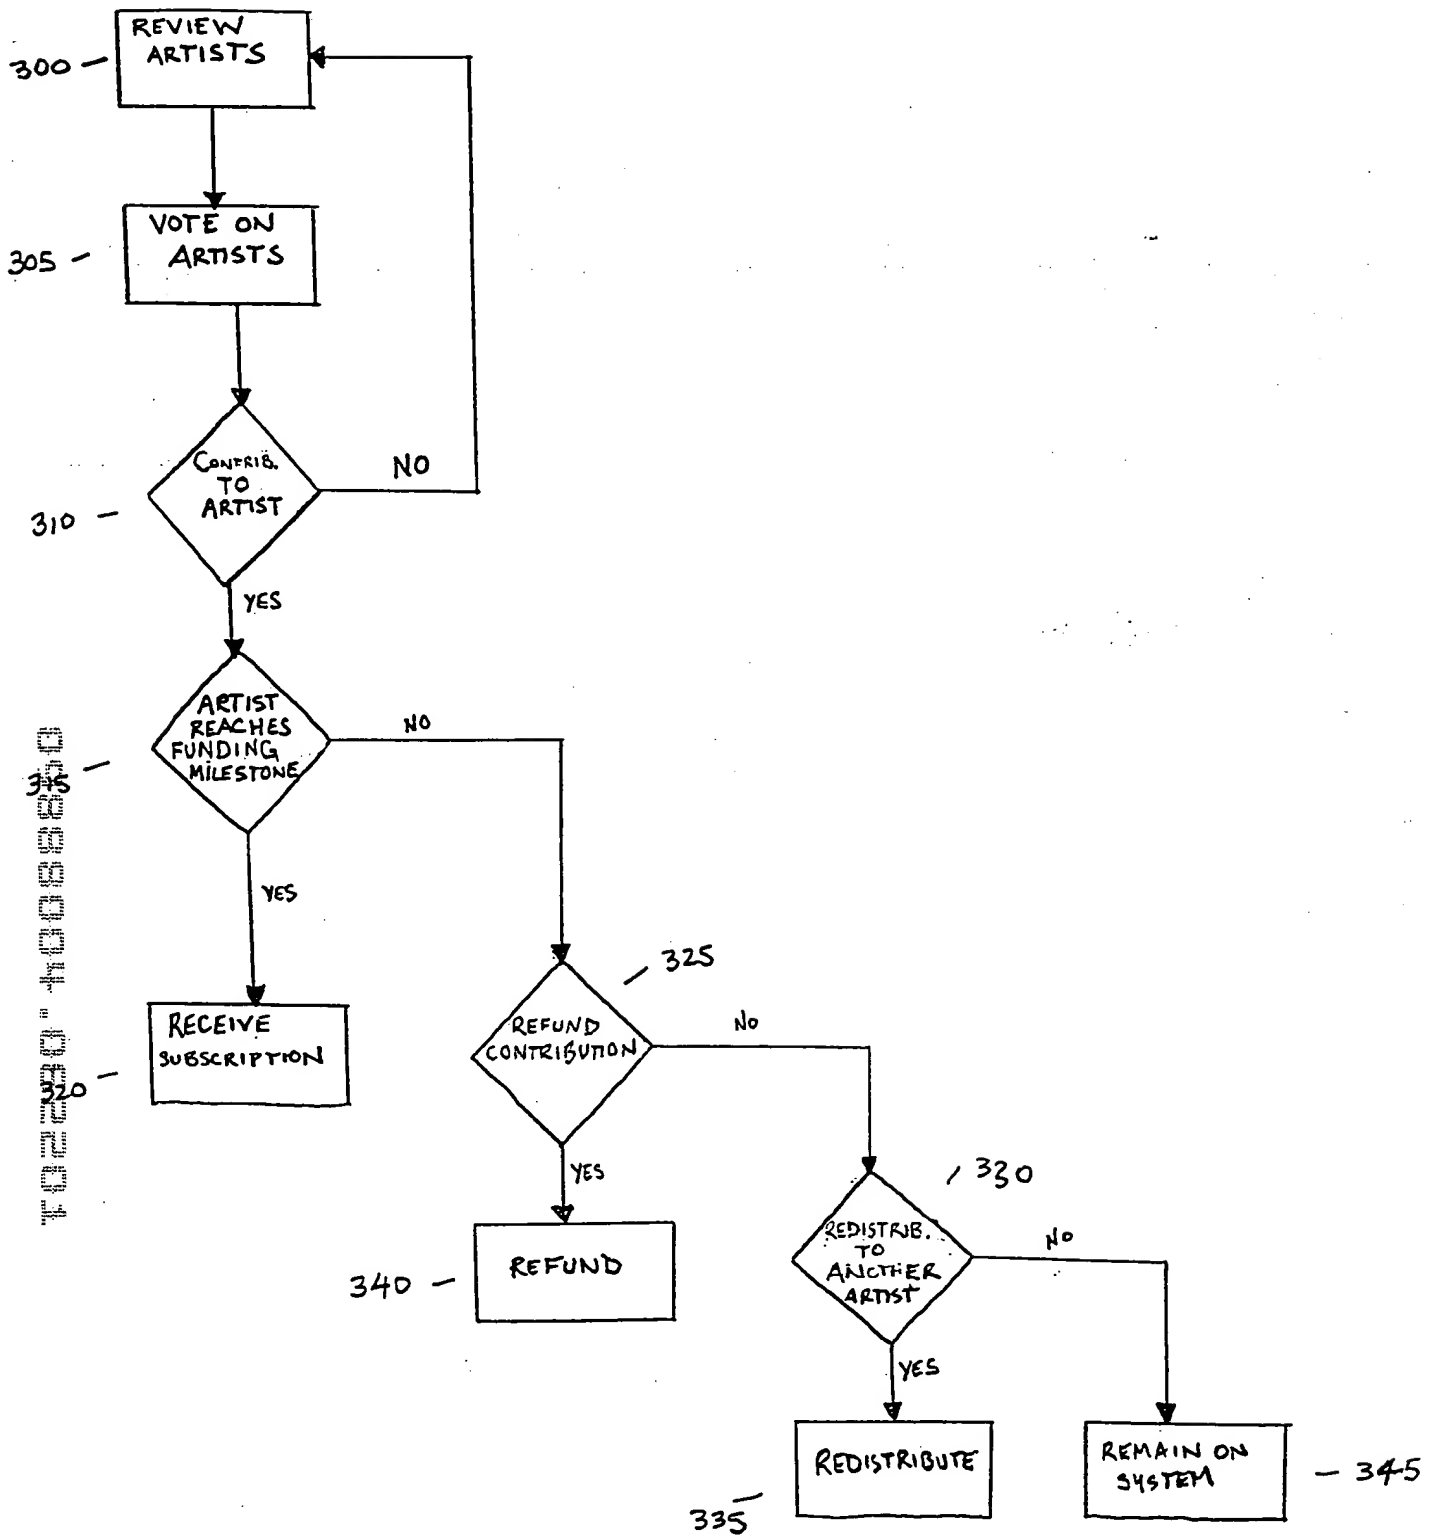 REVIEW
ARTISTS
300
VOTE ON
ARTISTS
305
CONTRIB.
TO
ARTIST
NO
310
YES
ARTIST
REACHES
FUNDING
MILESTONE
NO
315
YES
325
RECEIVE
SUBSCRIPTION
320
REFUND
CONTRIBUTION
NO
YES
330
REFUND
340
REDISTRIB.
TO
ANOTHER
ARTIST
NO
YES
REDISTRIBUTE
335
REMAIN ON
SYSTEM
345